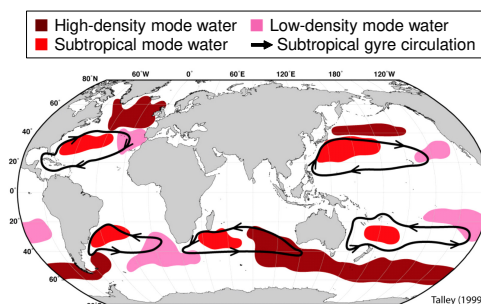 High-density mode water Low-density mode water
Subtropical mode water Subtropical gyre circulation
80˚N
60˚W 0˚ 60˚E 120˚E 180˚ 120˚W
60˚
40˚
20˚
0˚
20˚
40˚
60˚
Talley (1999